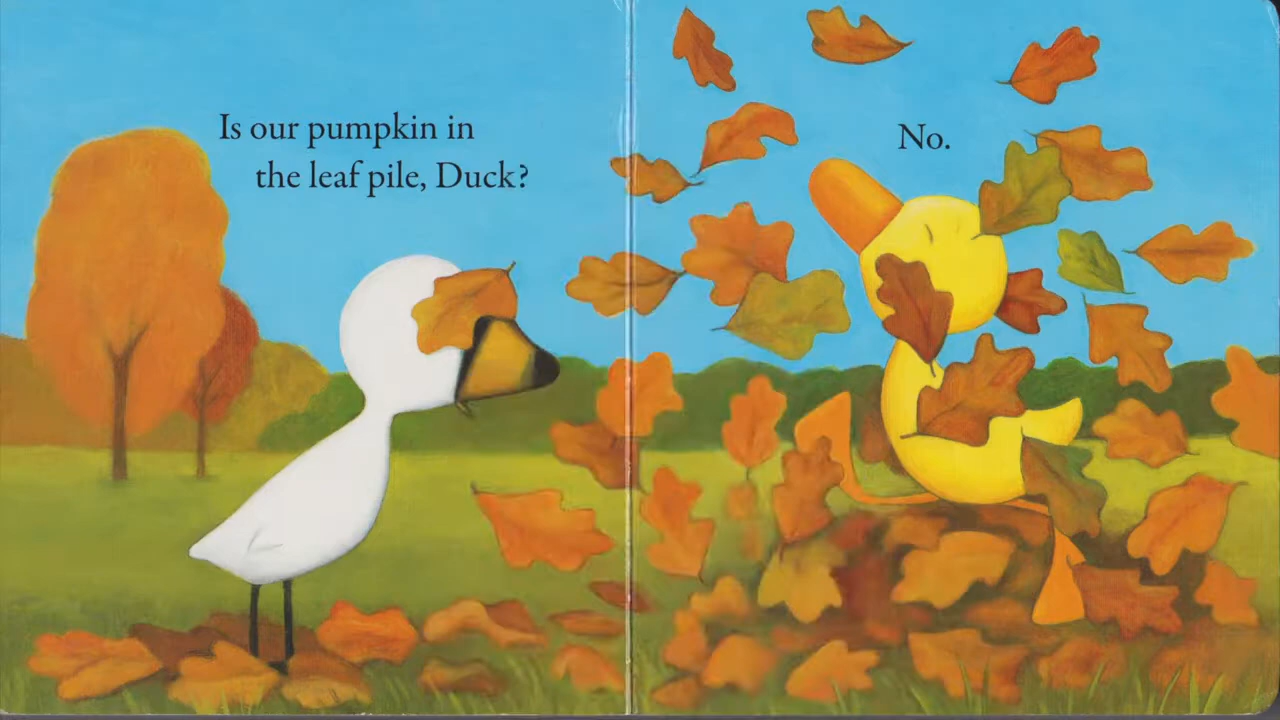 Is our pumpkin in
the leaf pile, Duck?
No.